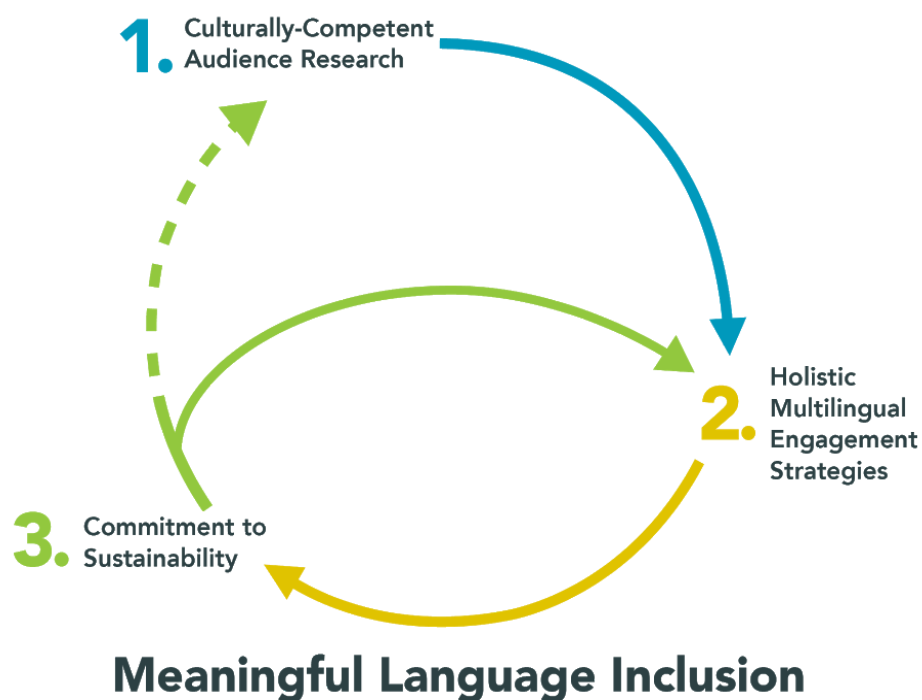 1. Culturally-Competent
Audience Research
2. Holistic
Multilingual
Engagement
Strategies
3. Commitment to
Sustainability
Meaningful Language Inclusion